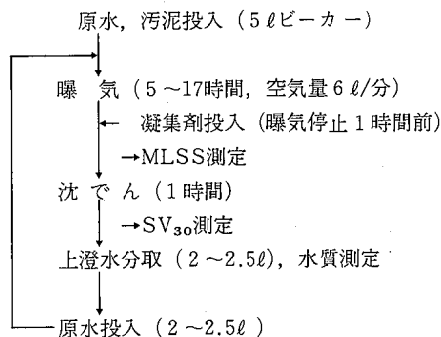 原水，汚泥投入（5ℓビーカー）
曝　気（5～17時間，空気量6ℓ/分）
凝集剤投入（曝気停止1時間前）
→MLSS測定
沈でん（1時間）
→SV₃₀測定
上澄水分取（2～2.5ℓ），水質測定
原水投入（2～2.5ℓ）